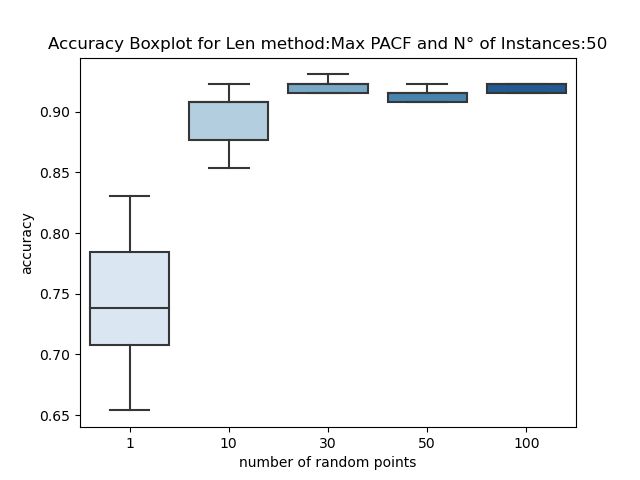 Accuracy Boxplot for Len method:Max PACF and N° of Instances:50
0.90
0.85
0.80
0.75
0.70
0.65
accuracy
1 10 30 50 100
number of random points